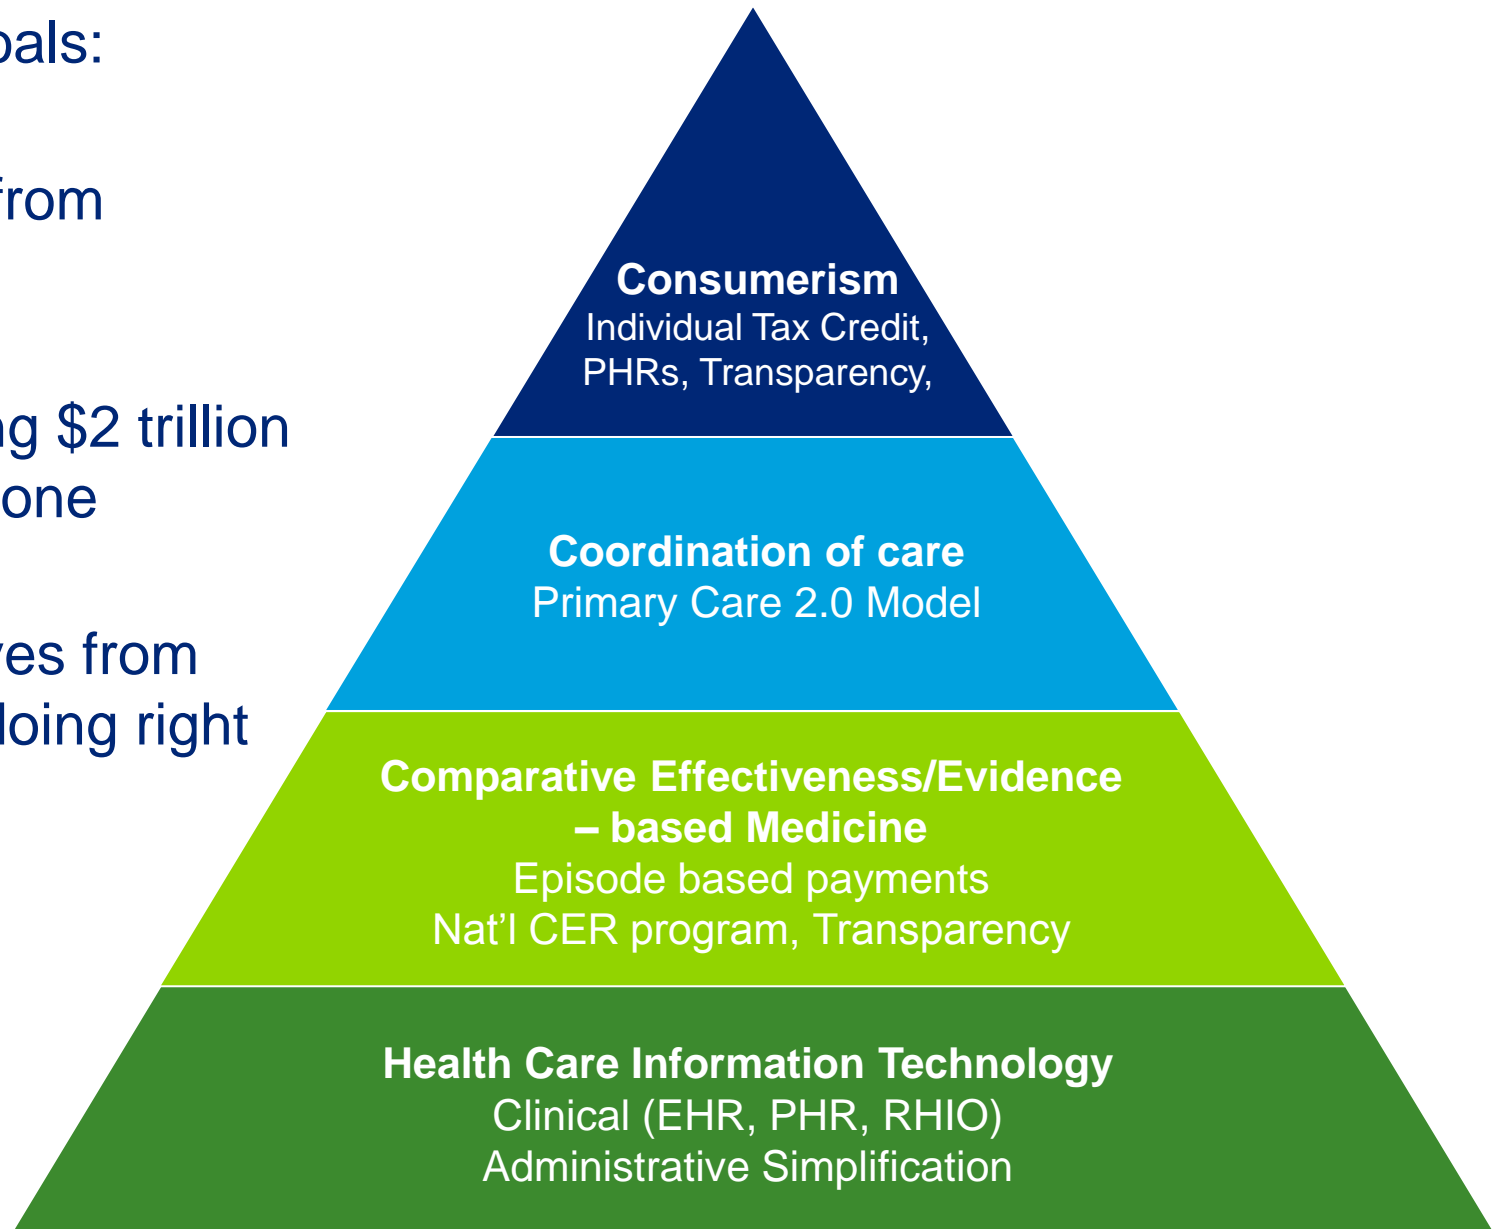 oals:
from
ng $2 trillion
one
ves from
doing right
Consumerism
Individual Tax Credit,
PHRs, Transparency,
Coordination of care
Primary Care 2.0 Model
Comparative Effectiveness/Evidence
– based Medicine
Episode based payments
Nat’l CER program, Transparency
Health Care Information Technology
Clinical (EHR, PHR, RHIO)
Administrative Simplification